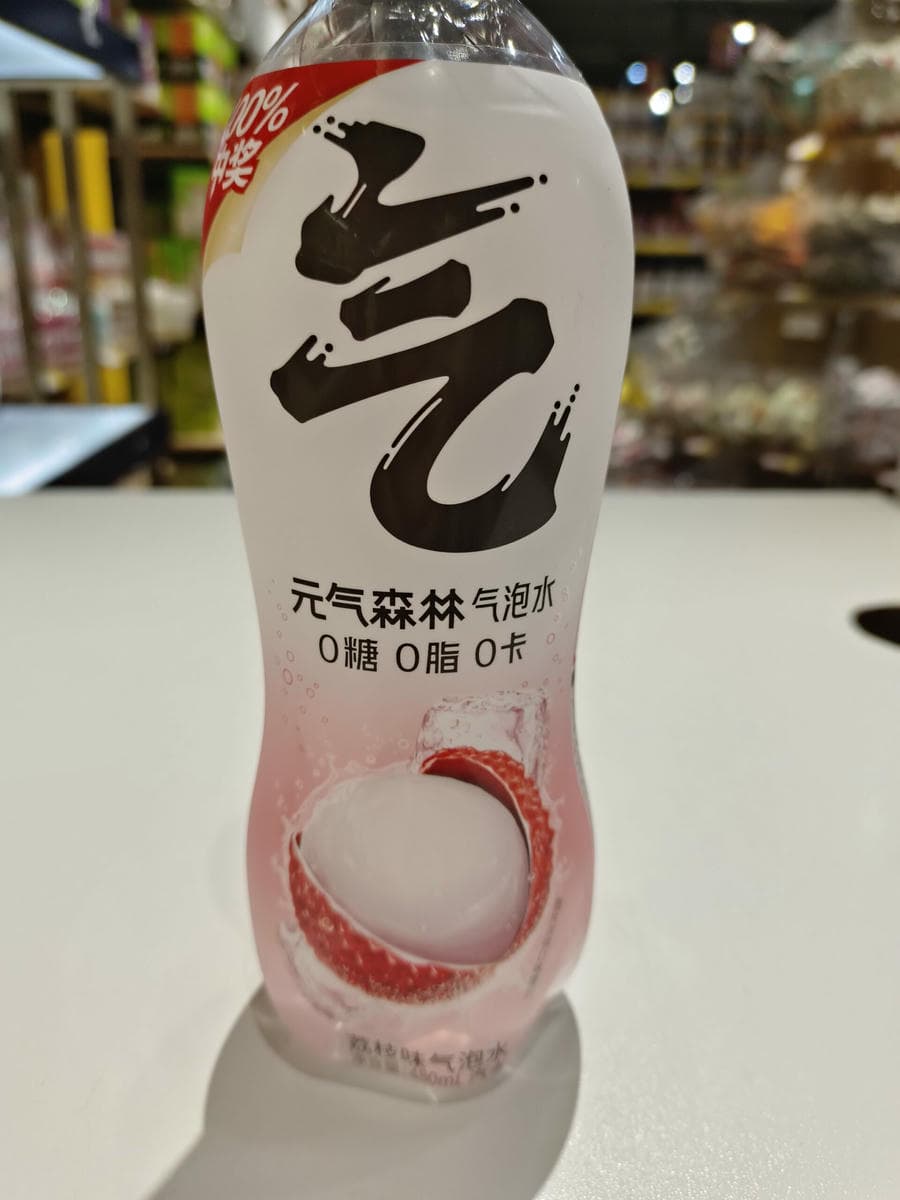 00%
中奖
气
元气森林 气泡水
0糖 0脂 0卡
荔枝味气泡水